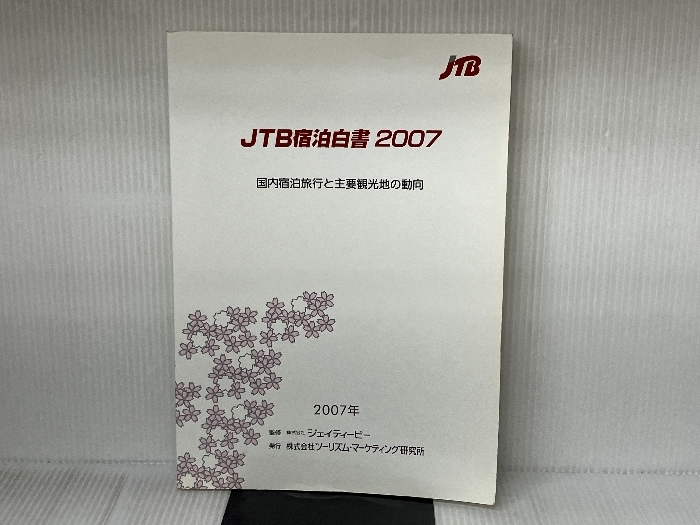 JTB
JTB宿泊白書 2007
国内宿泊旅行と主要観光地の動向
2007年
監修 株式会社 ジェイティービー
発行 株式会社ツーリズム・マーケティング研究所